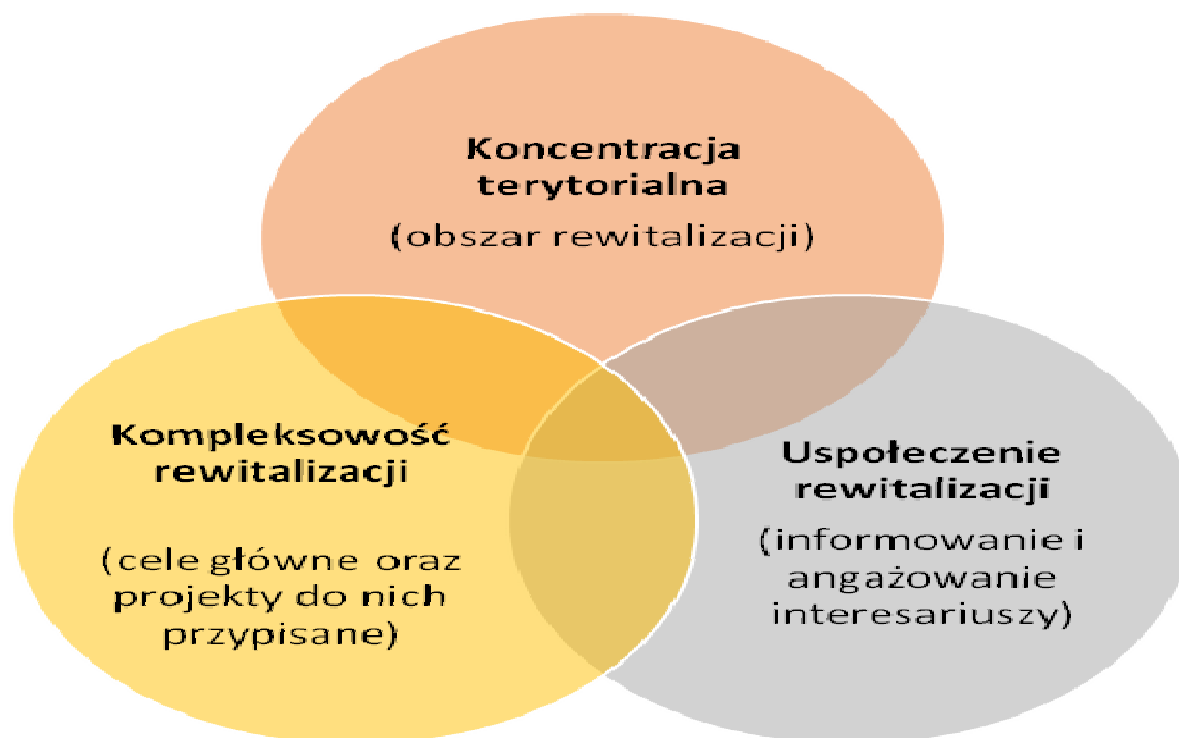 Koncentracja
terytorialna
(obszar rewitalizacji)
Kompleksowość
rewitalizacji
(cele główne oraz
projekty do nich
przypisane)
Uspołeczenie
rewitalizacji
(informowanie i
angażowanie
interesariuszy)